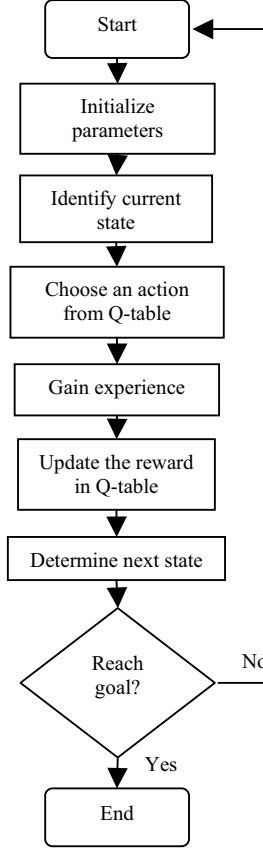 Start
Initialize
parameters
Identify current
state
Choose an action
from Q-table
Gain experience
Update the reward
in Q-table
Determine next state
Reach
goal?
No
Yes
End